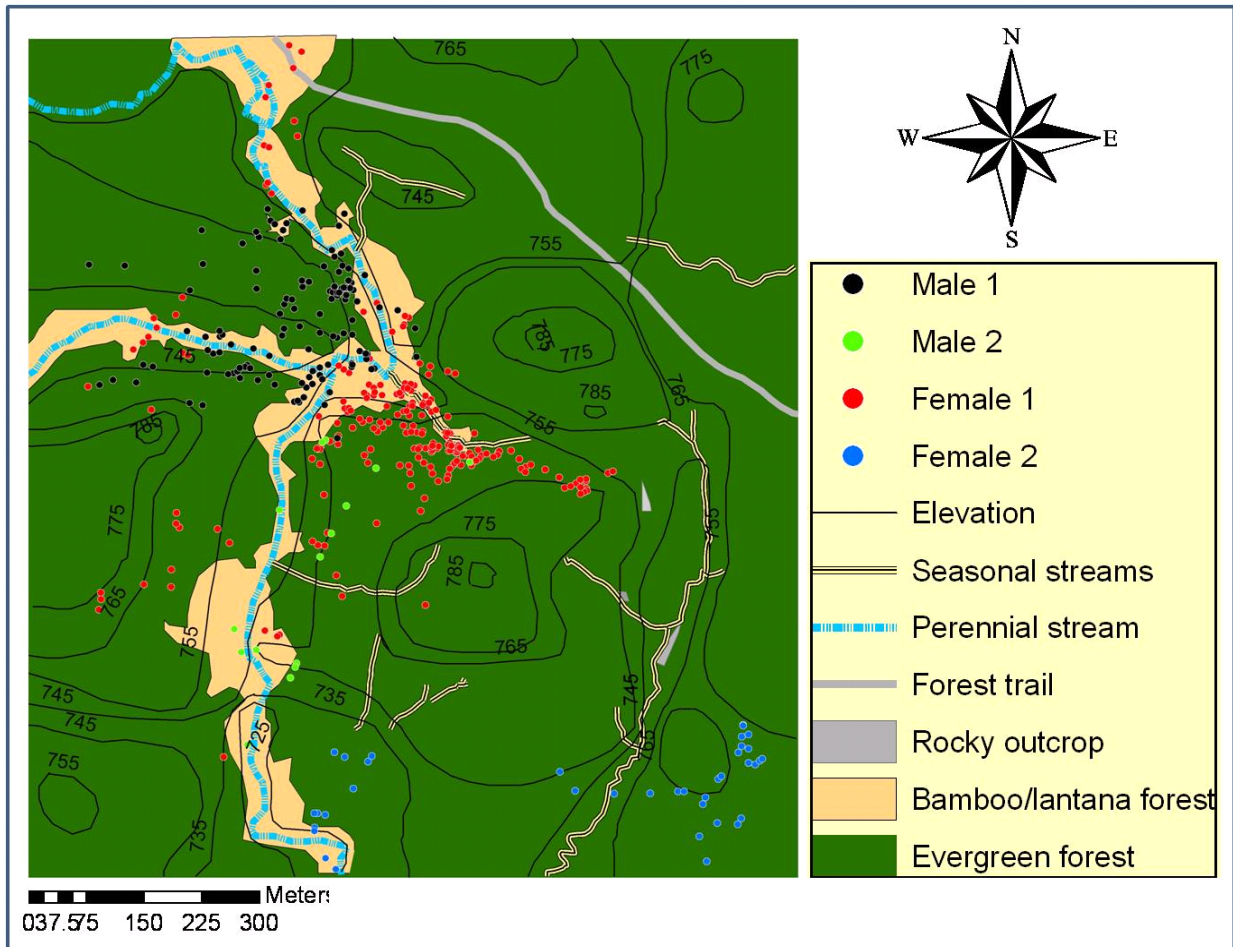 765
775
745
755
785
775
785
765
755
745
785
775
765
755
775
785
765
755
745
765
745
745
755
735
735
725
N
W
E
S
Male 1
Male 2
Female 1
Female 2
Elevation
Seasonal streams
Perennial stream
Forest trail
Rocky outcrop
Bamboo/lantana forest
Evergreen forest
Meters
037.575 150 225 300